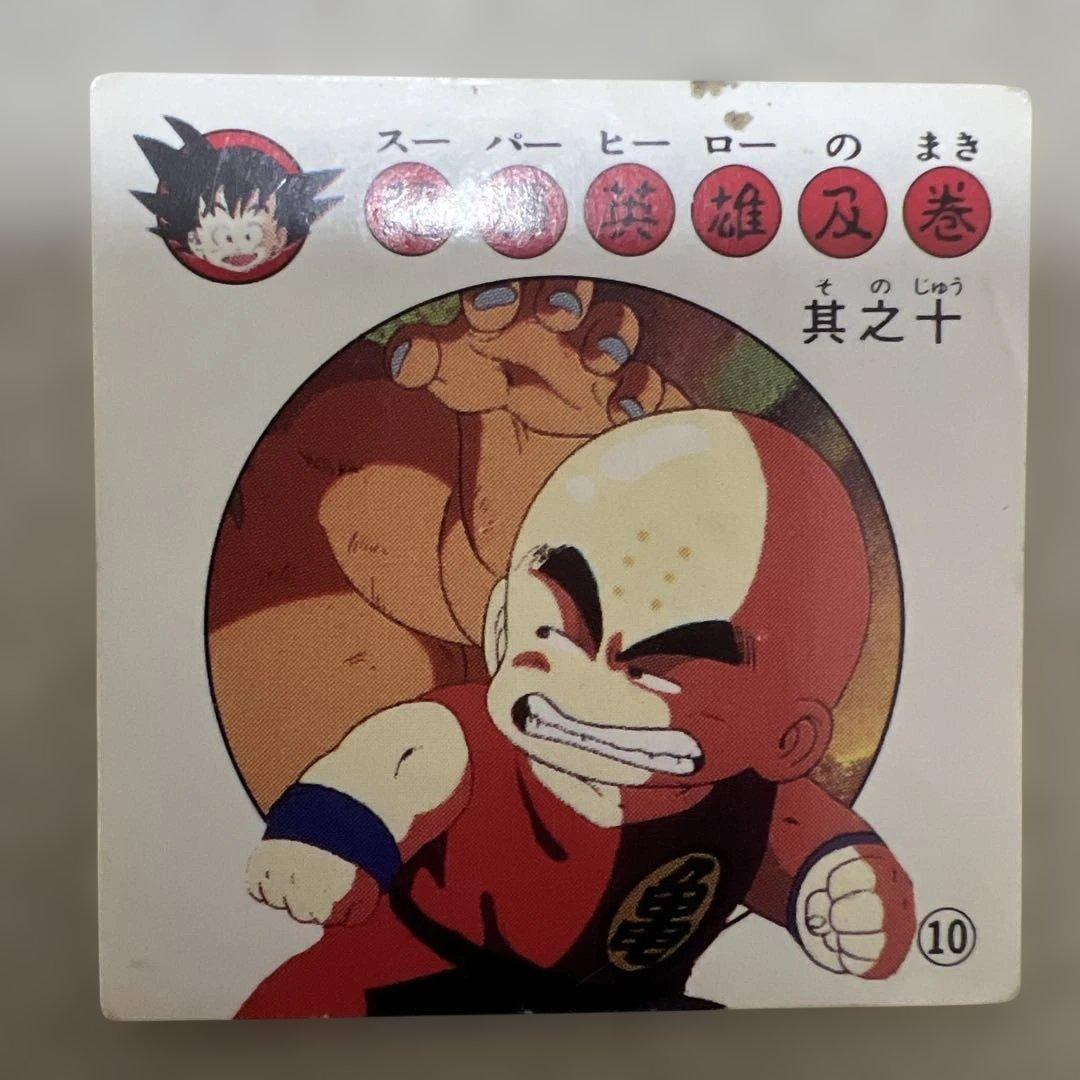 スーパーヒーローのまき
英雄及巻
そのじゅう
其之十
亀
10